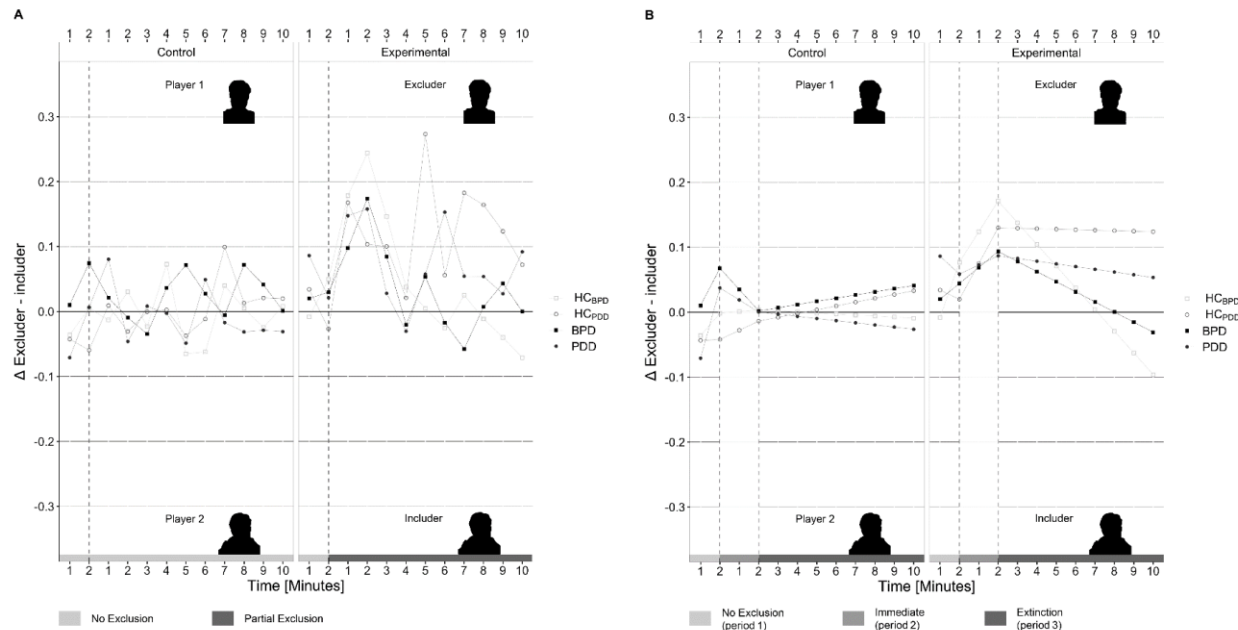 A
1 2 1 2 3 4 5 6 7 8 9 10 1 2 1 2 3 4 5 6 7 8 9 10
Control Experimental
Player 1 Excluder
0.3
0.2
0.1
0.0
-0.1
-0.2
-0.3
Δ Excluder - includer
HC BPD
HC PDD
BPD
PDD
Player 2 Includer
1 2 1 2 3 4 5 6 7 8 9 10 1 2 1 2 3 4 5 6 7 8 9 10
Time [Minutes]
No Exclusion Partial Exclusion
B
1 2 1 2 3 4 5 6 7 8 9 10 1 2 1 2 3 4 5 6 7 8 9 10
Control Experimental
Player 1 Excluder
0.3
0.2
0.1
0.0
-0.1
-0.2
-0.3
Δ Excluder - includer
HC BPD
HC PDD
BPD
PDD
Player 2 Includer
1 2 1 2 3 4 5 6 7 8 9 10 1 2 1 2 3 4 5 6 7 8 9 10
Time [Minutes]
No Exclusion
(period 1)
Immediate
(period 2)
Extinction
(period 3)